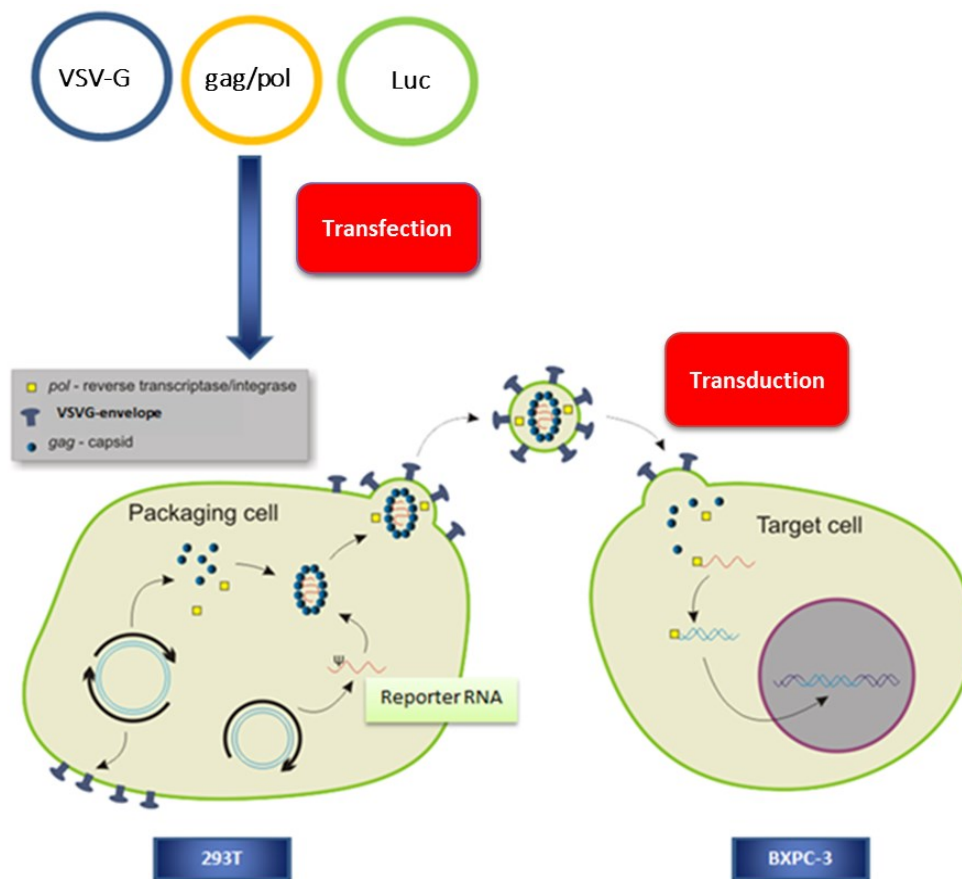 VSV-G
gag/pol
Luc
Transfection
Transduction
pol - reverse transcriptase/integrase
VSVG-envelope
gag - capsid
Packaging cell
Target cell
Ψ
Reporter RNA
293T
BXPC-3